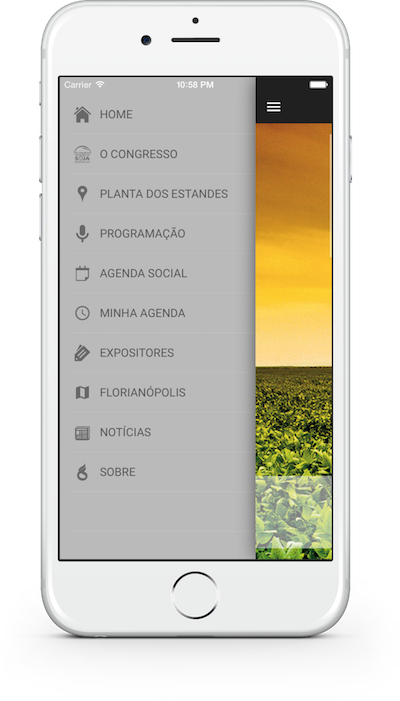 Carrier 10:58 PM
HOME
SOJA
O CONGRESSO
PLANTA DOS ESTANDES
PROGRAMAÇÃO
AGENDA SOCIAL
MINHA AGENDA
EXPOSITORES
FLORIANÓPOLIS
NOTÍCIAS
SOBRE